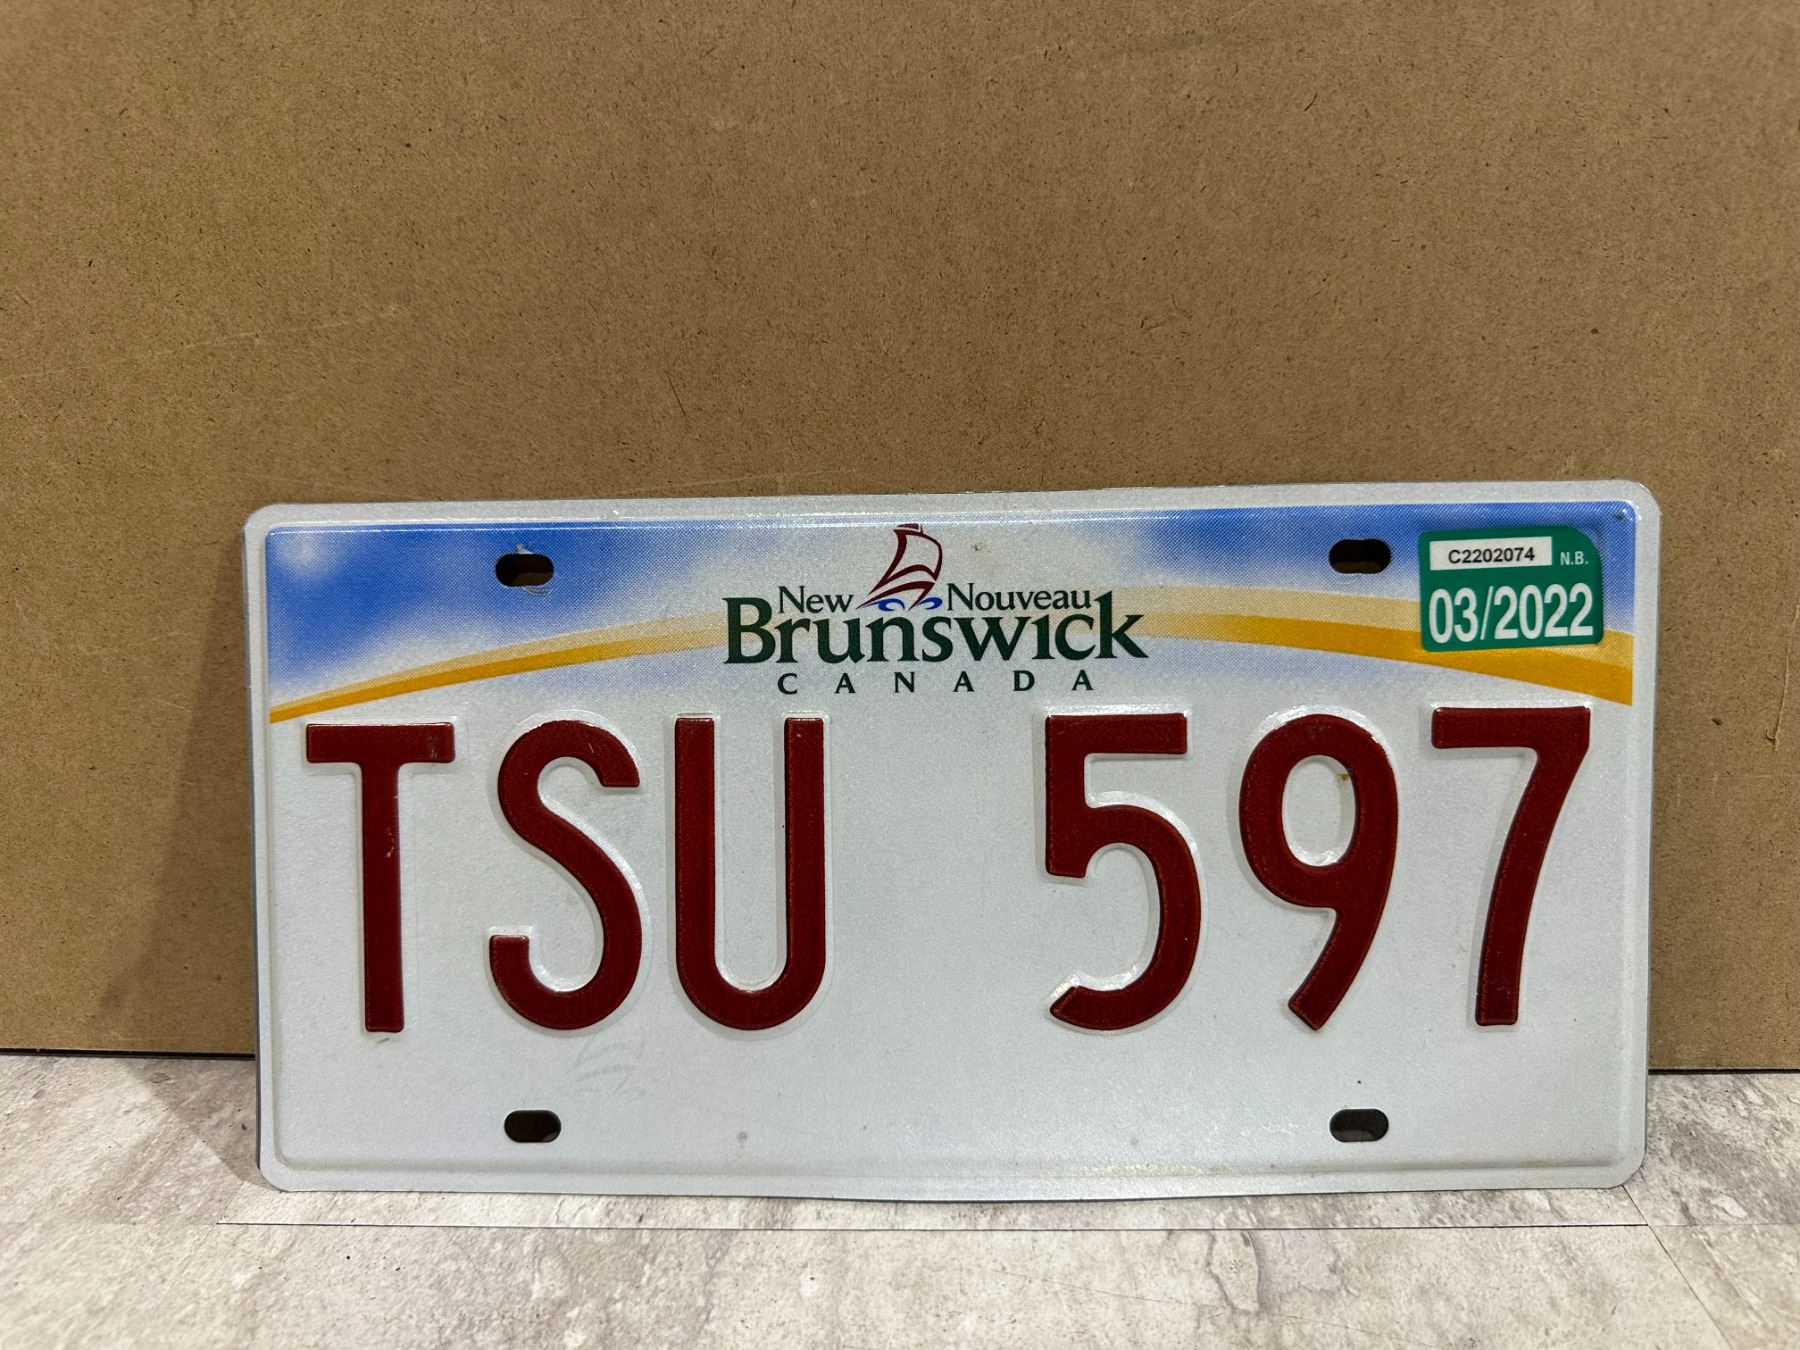 C2202074 N.B.
03/2022
New Nouveau
Brunswick
CANADA
TSU 597